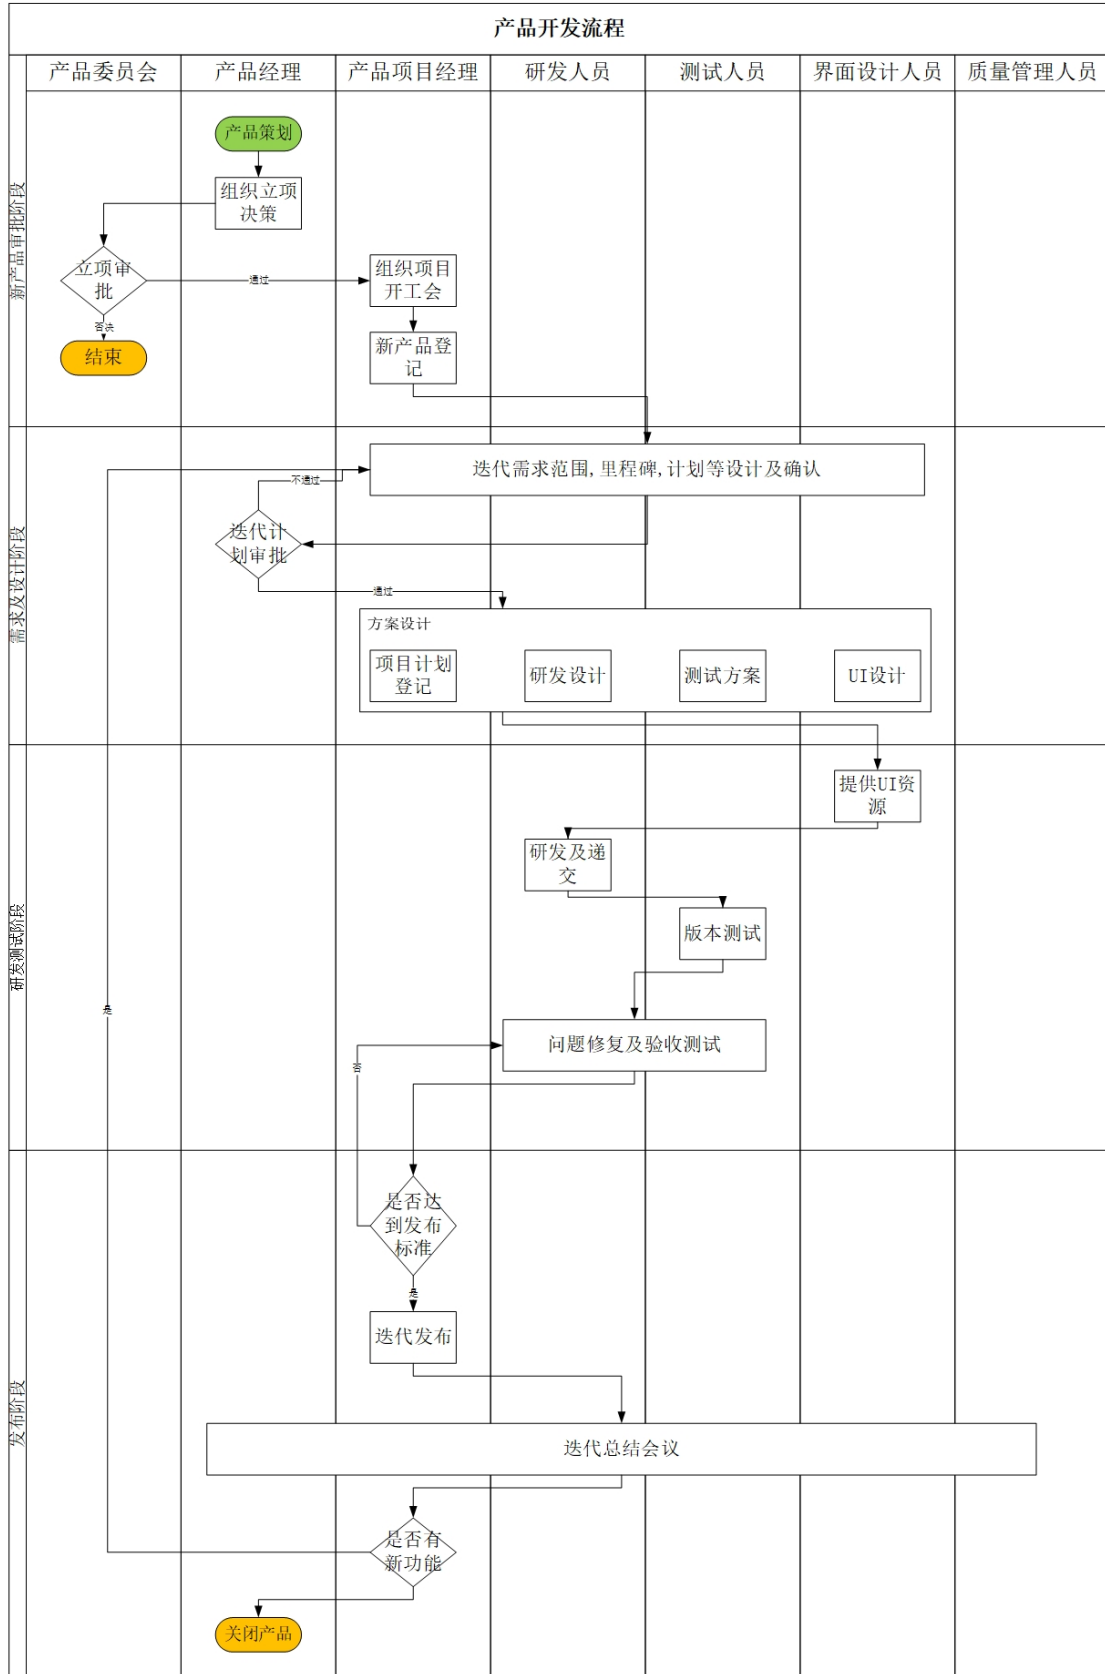 产品开发流程
产品委员会
产品经理
产品项目经理
研发人员
测试人员
界面设计人员
质量管理人员
新产品审批阶段
产品策划
组织立项
决策
立项审
批
通过
组织项目
开工会
否决
结束
新产品登
记
需求及设计阶段
迭代需求范围,里程碑,计划等设计及确认
不通过
迭代计
划审批
通过
方案设计
项目计划
登记
研发设计
测试方案
UI设计
研发测试阶段
提供UI资
源
研发及递
交
版本测试
是
问题修复及验收测试
否
发布阶段
是否达
到发布
标准
是
迭代发布
迭代总结会议
是否有
新功能
关闭产品